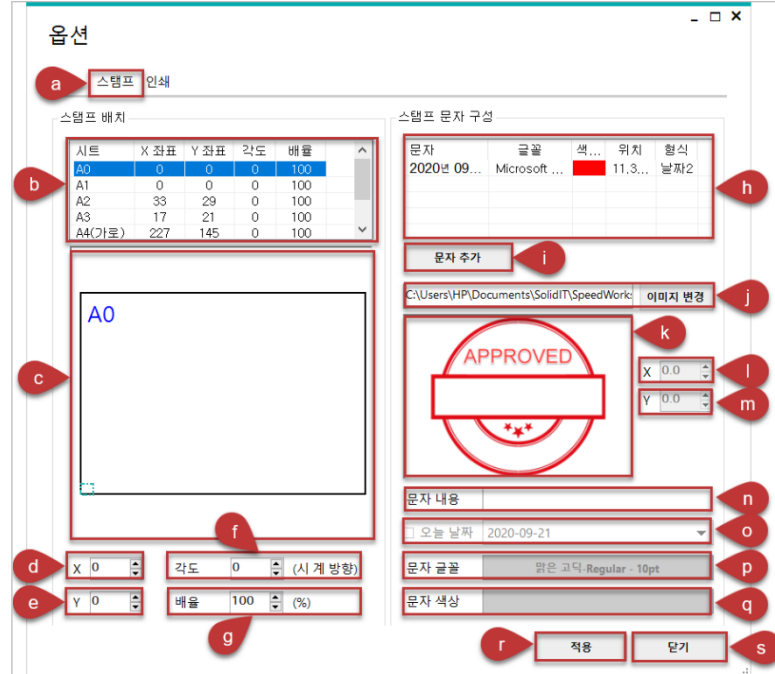 옵션
a 스탬프 인쇄
스탬프 배치
시트 X 좌표 Y 좌표 각도 배율
A0 0 0 0 100
A1 0 0 0 100
A2 33 29 0 100
A3 17 21 0 100
A4(가로) 227 145 0 100
b
A0
c
f
d X 0 각도 0 (시계 방향)
e Y 0 배율 100 (%)
g
스탬프 문자 구성
문자 글꼴 색... 위치 형식
2020년 09... Microsoft ... 11,3... 날짜2
h
문자 추가 i
C:\Users\HP\Documents\SolidIT\SpeedWork: 이미지 변경 j
k
APPROVED
X 0.0 l
Y 0.0 m
문자 내용 n
오늘 날짜 2020-09-21 o
문자 글꼴 맑은 고딕-Regular - 10pt p
문자 색상 q
r 적용 닫기 s